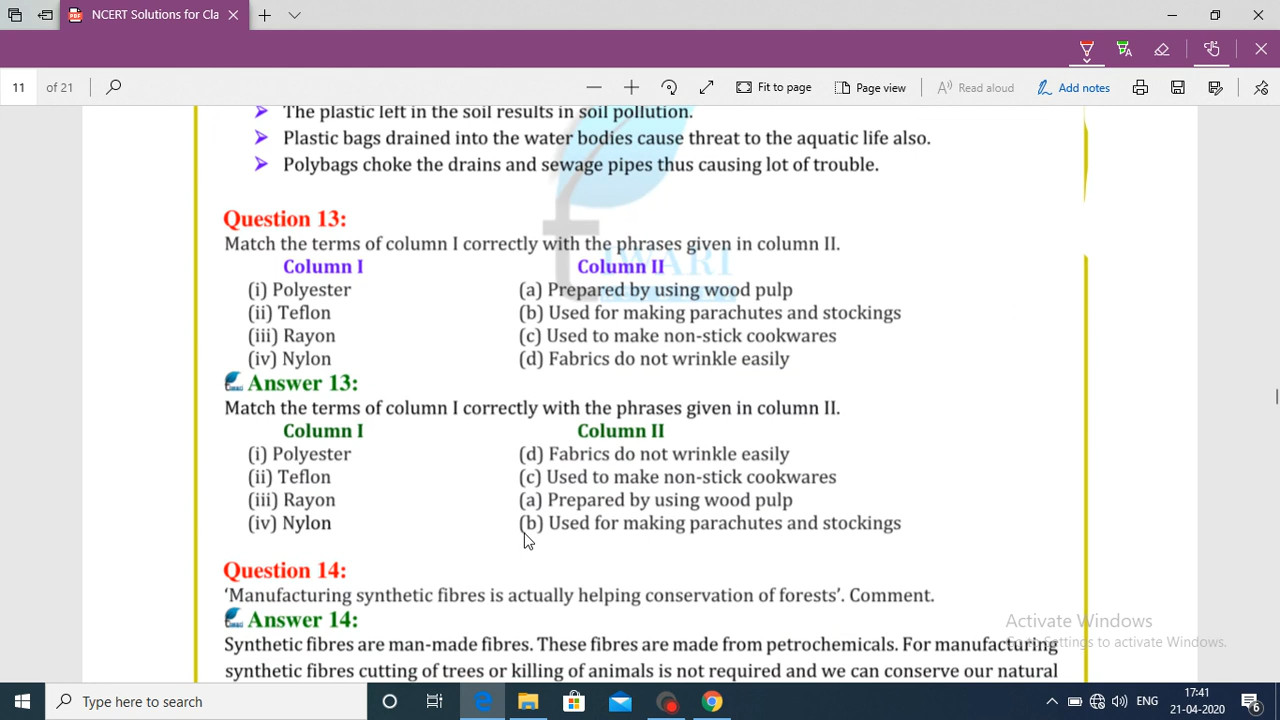 NCERT Solutions for Cla
11 of 21
Fit to page
Page view
Read aloud
Add notes
The plastic left in the soil results in soil pollution.
Plastic bags drained into the water bodies cause threat to the aquatic life also.
Polybags choke the drains and sewage pipes thus causing lot of trouble.
Question 13:
Match the terms of column I correctly with the phrases given in column II.
Column I Column II
(i) Polyester (a) Prepared by using wood pulp
(ii) Teflon (b) Used for making parachutes and stockings
(iii) Rayon (c) Used to make non-stick cookwares
(iv) Nylon (d) Fabrics do not wrinkle easily
Answer 13:
Match the terms of column I correctly with the phrases given in column II.
Column I Column II
(i) Polyester (d) Fabrics do not wrinkle easily
(ii) Teflon (c) Used to make non-stick cookwares
(iii) Rayon (a) Prepared by using wood pulp
(iv) Nylon (b) Used for making parachutes and stockings
Question 14:
‘Manufacturing synthetic fibres is actually helping conservation of forests’. Comment.
Answer 14:
Synthetic fibres are man-made fibres. These fibres are made from petrochemicals. For manufacturing
synthetic fibres cutting of trees or killing of animals is not required and we can conserve our natural
Activate Windows
Go to Settings to activate Windows.
Type here to search
ENG
17:41
21-04-2020
6